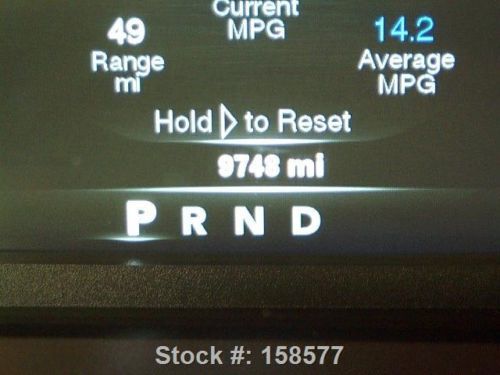 49
Range
mi
Current
MPG
14.2
Average
MPG
Hold ▷ to Reset
9748 mi
P R N D
Stock #: 158577